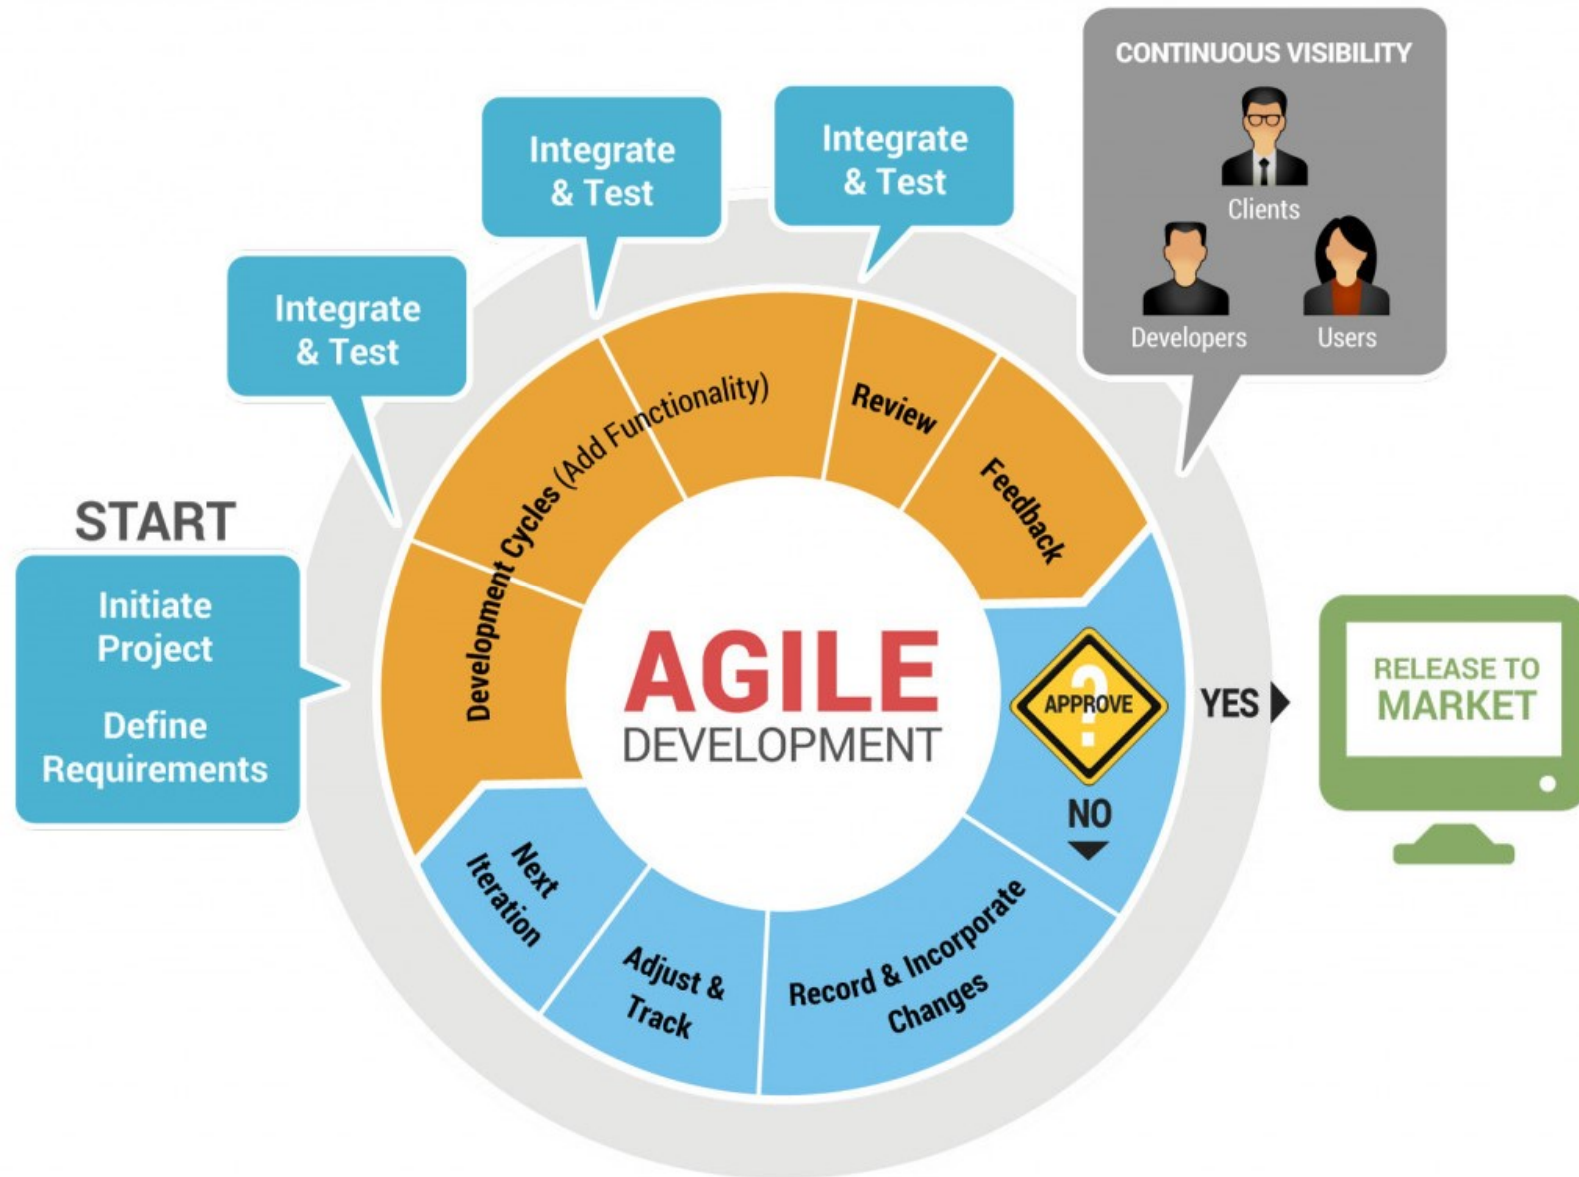 START
Initiate
Project
Define
Requirements
Integrate
& Test
Integrate
& Test
Integrate
& Test
CONTINUOUS VISIBILITY
Clients
Developers
Users
Development Cycles (Add Functionality)
Review
Feedback
AGILE
DEVELOPMENT
?
APPROVE
YES
NO
RELEASE TO
MARKET
Record & Incorporate
Changes
Adjust &
Track
Next
Iteration